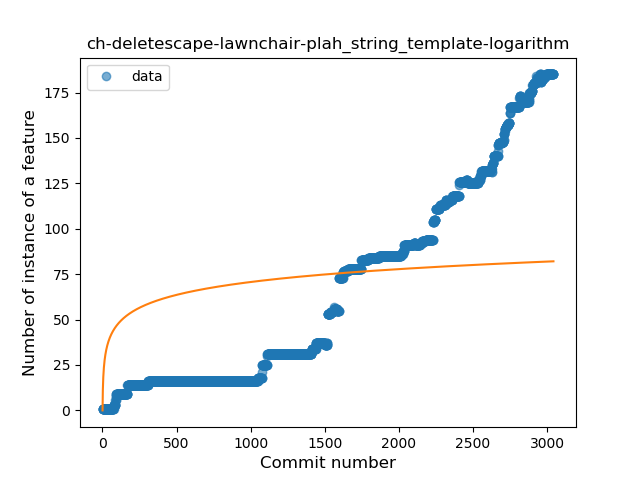 ch-deletescape-lawnchair-plah_string_template-logarithm
data
Number of instance of a feature
175
150
125
100
75
50
25
0
0 500 1000 1500 2000 2500 3000
Commit number